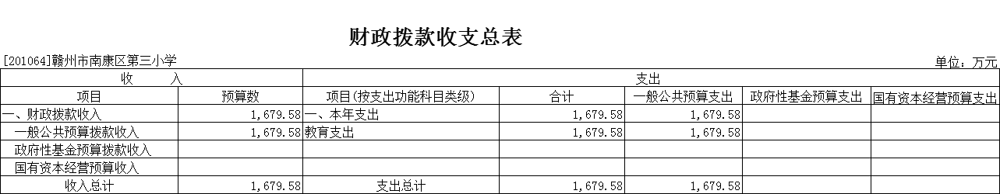 财政拨款收支总表
[201064]赣州市南康区第三小学 单位：万元
收 入 支出
项目 预算数 项目(按支出功能科目类级) 合计 一般公共预算支出 政府性基金预算支出 国有资本经营预算支出
一、财政拨款收入 1,679.58 一、本年支出 1,679.58 1,679.58
一般公共预算拨款收入 1,679.58 教育支出 1,679.58 1,679.58
政府性基金预算拨款收入
国有资本经营预算收入
收入总计 1,679.58 支出总计 1,679.58 1,679.58